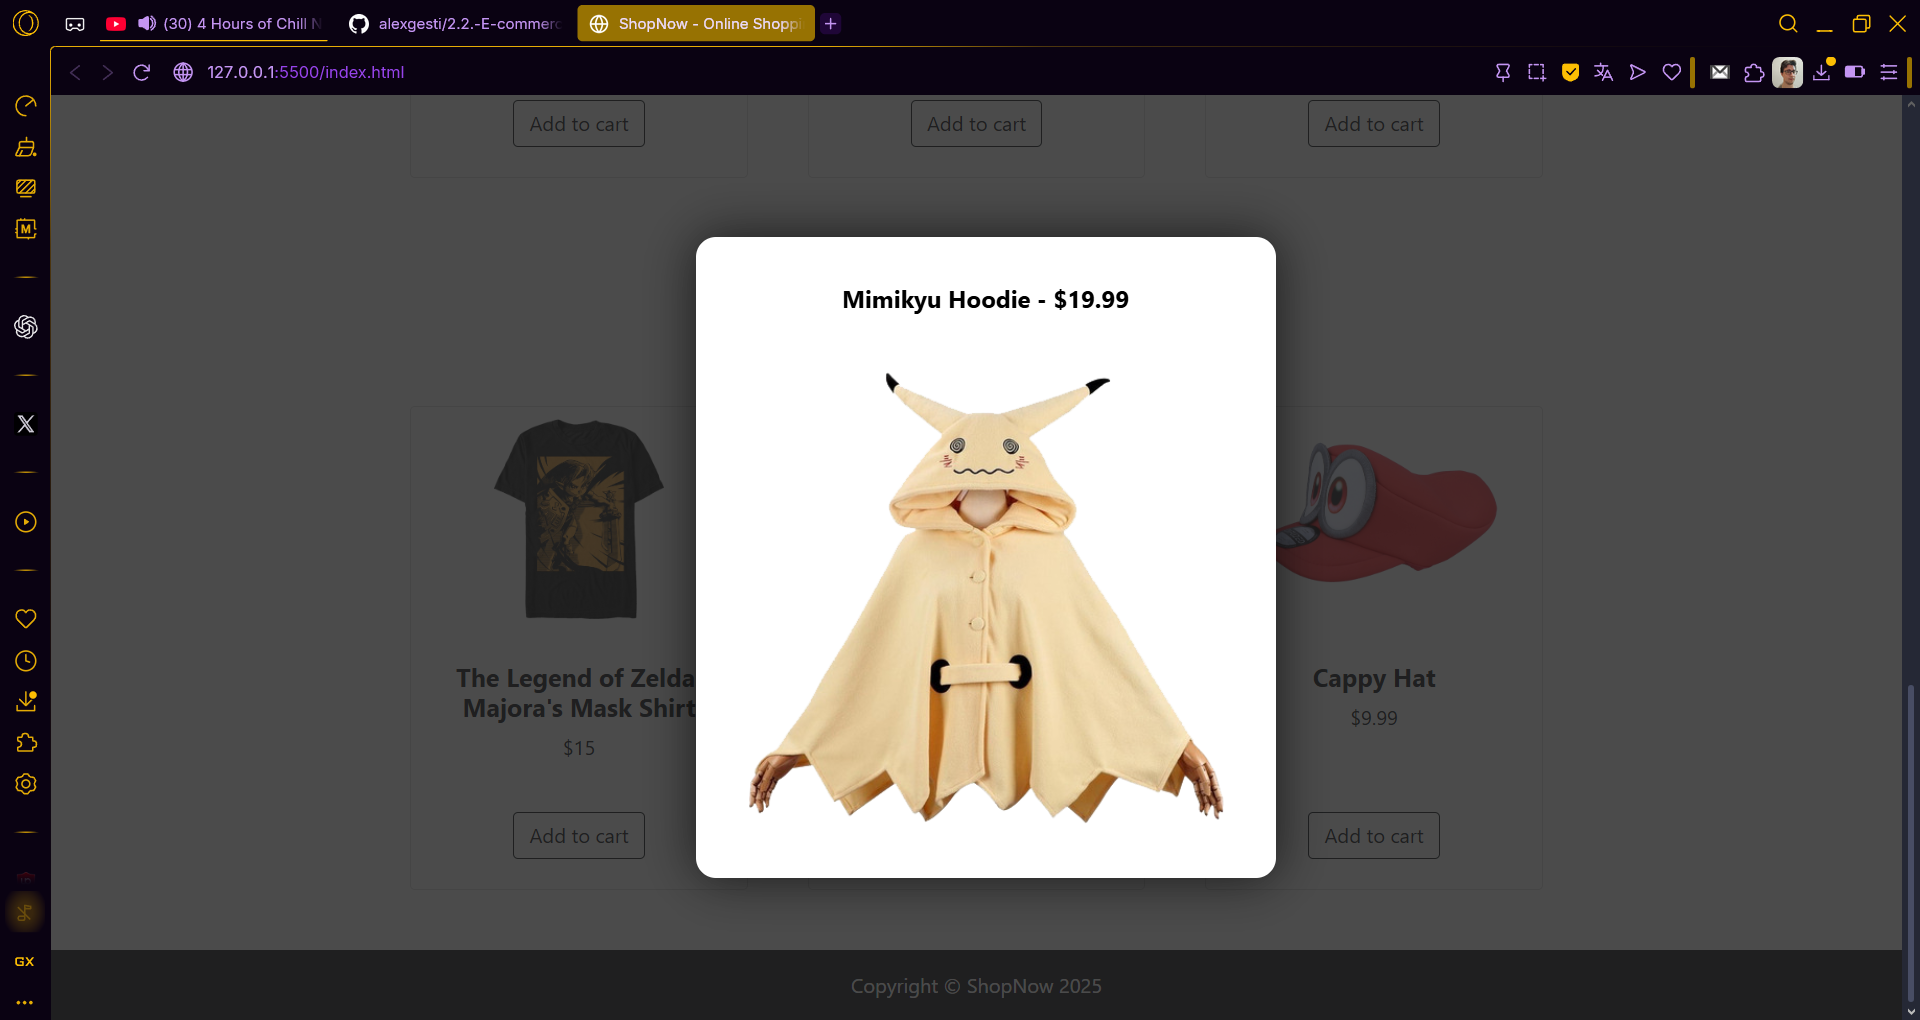 (30) 4 Hours of Chill N
alexgesti/2.2.-E-commerc
ShopNow - Online Shoppi
127.0.0.1:5500/index.html
M
Add to cart
Add to cart
Add to cart
Mimikyu Hoodie - $19.99
The Legend of Zelda
Majora's Mask Shirt
$15
Cappy Hat
$9.99
Add to cart
Add to cart
GX
Copyright © ShopNow 2025